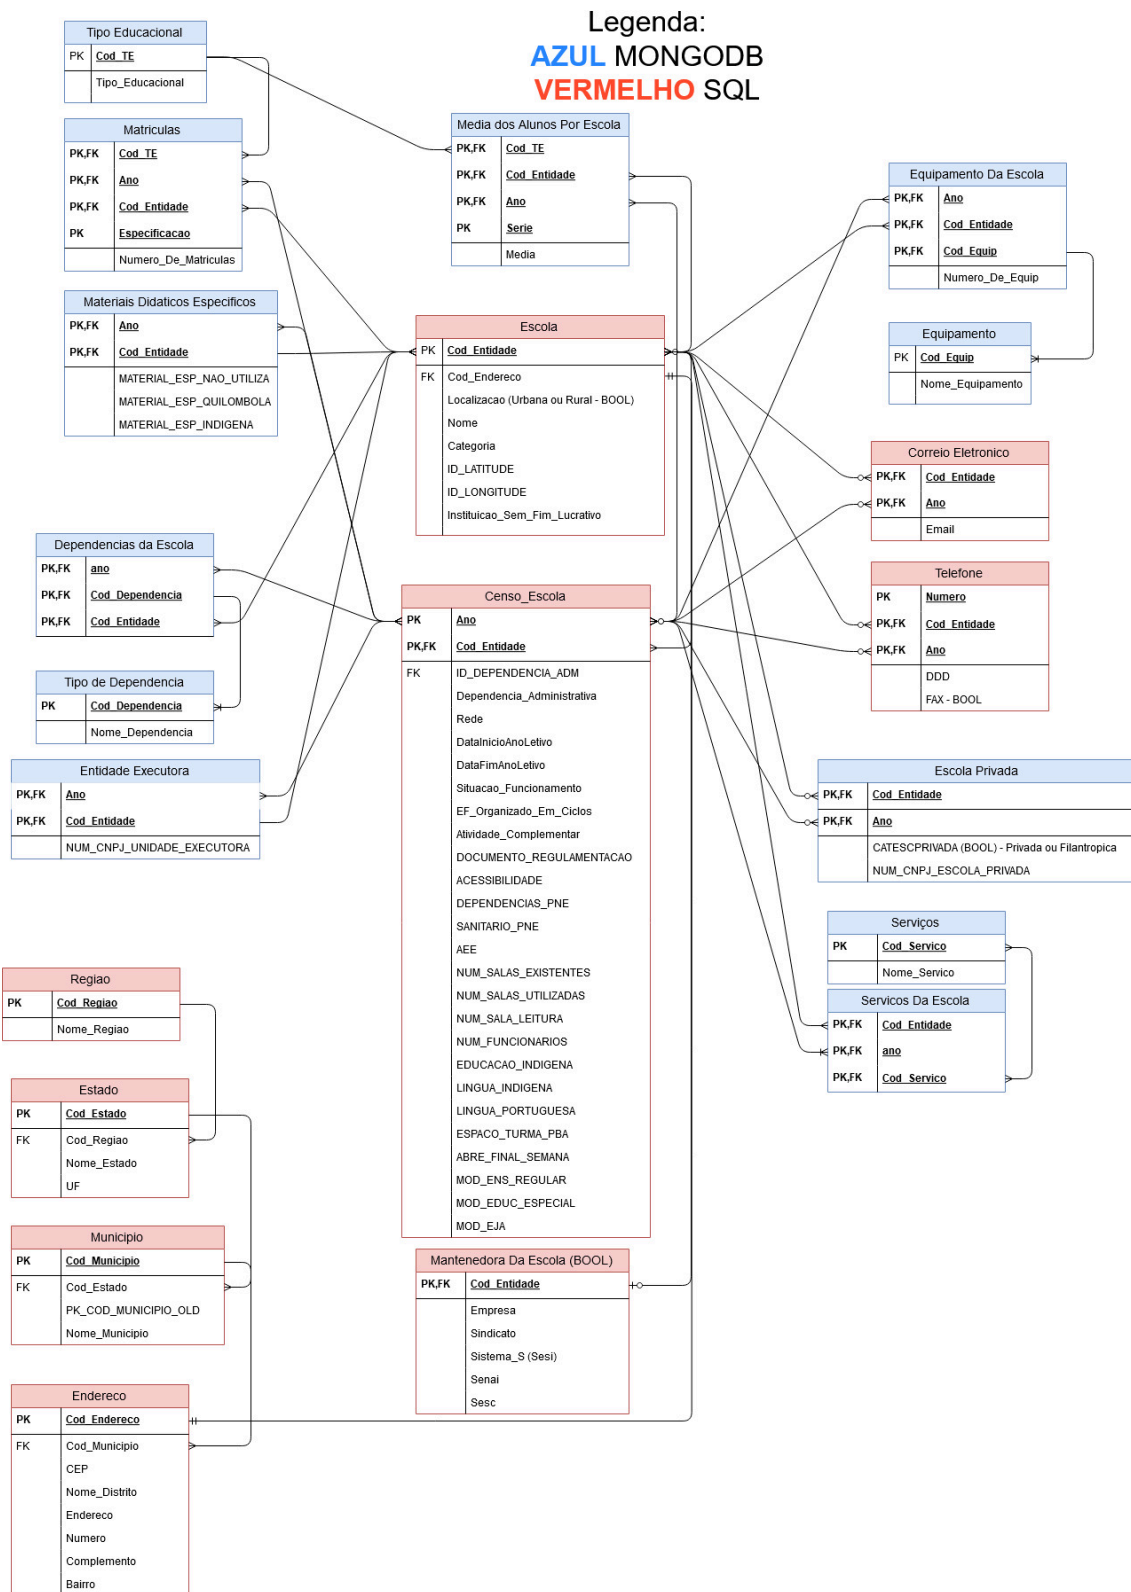 Legenda:
AZUL MONGODB
VERMELHO SQL
Tipo Educacional
PK Cod_TE
Tipo_Educacional
Matriculas
PK,FK Cod_TE
PK,FK Ano
PK,FK Cod_Entidade
PK Especificacao
Numero_De_Matriculas
Materiais Didaticos Especificos
PK,FK Ano
PK,FK Cod_Entidade
MATERIAL_ESP_NAO_UTILIZA
MATERIAL_ESP_QUILOMBOLA
MATERIAL_ESP_INDIGENA
Dependencias da Escola
PK,FK ano
PK,FK Cod_Dependencia
PK,FK Cod_Entidade
Tipo de Dependencia
PK Cod_Dependencia
Nome_Dependencia
Entidade Executora
PK,FK Ano
PK,FK Cod_Entidade
NUM_CNPJ_UNIDADE_EXECUTORA
Regiao
PK Cod_Regiao
Nome_Regiao
Estado
PK Cod_Estado
FK Cod_Regiao
Nome_Estado
UF
Municipio
PK Cod_Municipio
FK Cod_Estado
PK_COD_MUNICIPIO_OLD
Nome_Municipio
Endereco
PK Cod_Endereco
FK Cod_Municipio
CEP
Nome_Distrito
Endereco
Numero
Complemento
Bairro
Media dos Alunos Por Escola
PK,FK Cod_TE
PK,FK Cod_Entidade
PK,FK Ano
PK Serie
Media
Escola
PK Cod_Entidade
FK Cod_Endereco
Localizacao (Urbana ou Rural - BOOL)
Nome
Categoria
ID_LATITUDE
ID_LONGITUDE
Instituicao_Sem_Fim_Lucrativo
Censo_Escola
PK Ano
PK,FK Cod_Entidade
FK ID_DEPENDENCIA_ADM
Dependencia_Administrativa
Rede
DataInicioAnoLetivo
DataFimAnoLetivo
Situacao_Funcionamento
EF_Organizado_Em_Ciclos
Atividade_Complementar
DOCUMENTO_REGULAMENTACAO
ACESSIBILIDADE
DEPENDENCIAS_PNE
SANITARIO_PNE
AEE
NUM_SALAS_EXISTENTES
NUM_SALAS_UTILIZADAS
NUM_SALA_LEITURA
NUM_FUNCIONARIOS
EDUCACAO_INDIGENA
LINGUA_INDIGENA
LINGUA_PORTUGUESA
ESPACO_TURMA_PBA
ABRE_FINAL_SEMANA
MOD_ENS_REGULAR
MOD_EDUC_ESPECIAL
MOD_EJA
Mantenedora Da Escola (BOOL)
PK,FK Cod_Entidade
Empresa
Sindicato
Sistema_S (Sesi)
Senai
Sesc
Equipamento Da Escola
PK,FK Ano
PK,FK Cod_Entidade
PK,FK Cod_Equip
Numero_De_Equip
Equipamento
PK Cod_Equip
Nome_Equipamento
Correio Eletronico
PK,FK Cod_Entidade
PK,FK Ano
Email
Telefone
PK Numero
PK,FK Cod_Entidade
PK,FK Ano
DDD
FAX - BOOL
Escola Privada
PK,FK Cod_Entidade
PK,FK Ano
CATESCPRIVADA (BOOL) - Privada ou Filantropica
NUM_CNPJ_ESCOLA_PRIVADA
Serviços
PK Cod_Servico
Nome_Servico
Servicos Da Escola
PK,FK Cod_Entidade
PK,FK ano
PK,FK Cod_Servico